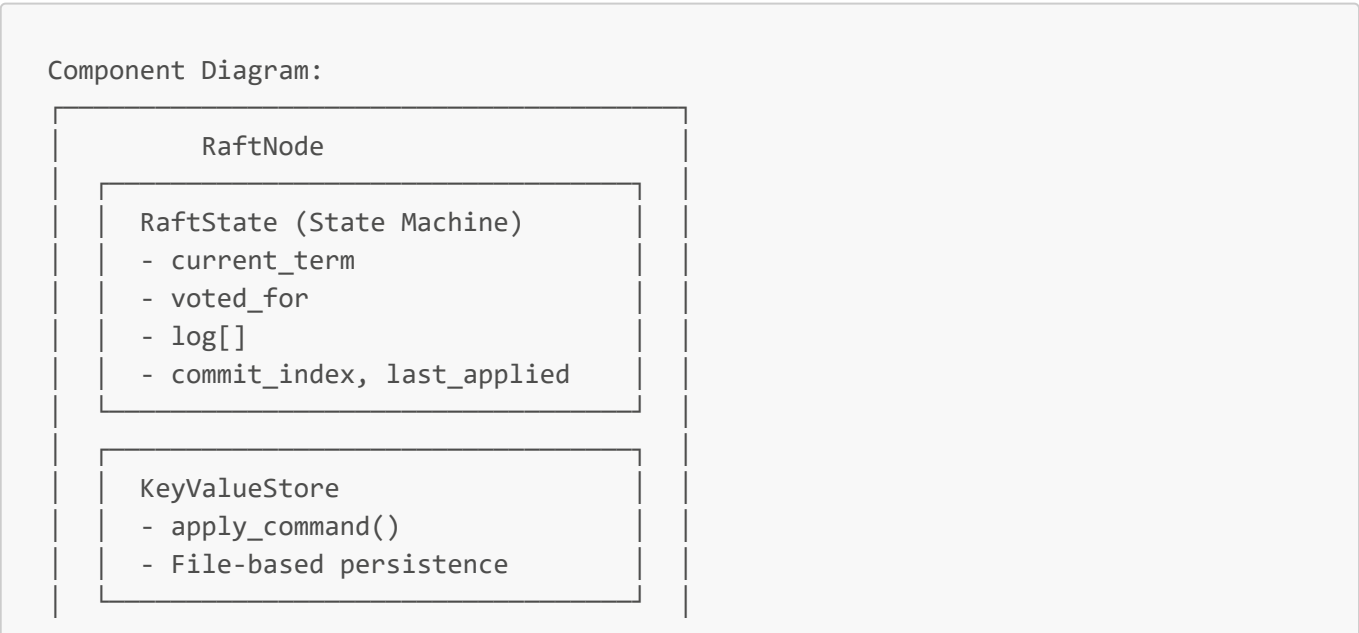 Component Diagram:
RaftNode
RaftState (State Machine)
- current_term
- voted_for
- log[]
- commit_index, last_applied
KeyValueStore
- apply_command()
- File-based persistence